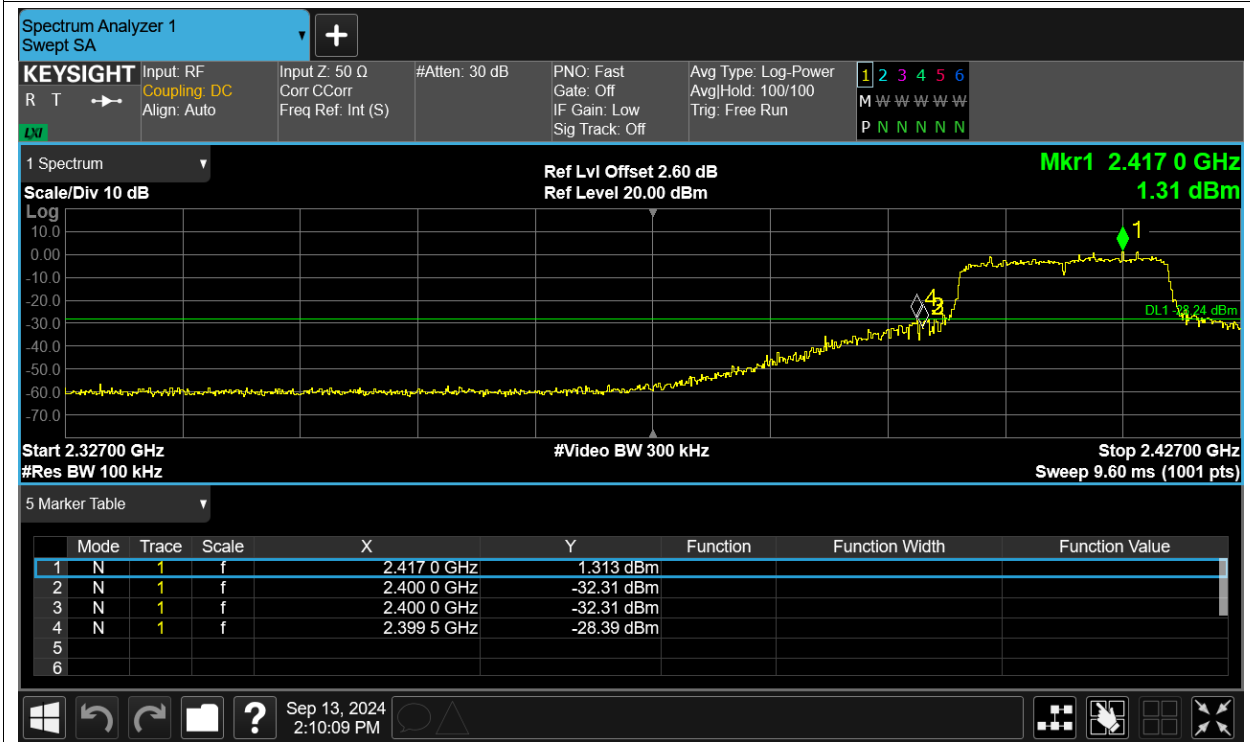 Spectrum Analyzer 1
Swept SA
+
KEYSIGHT Input: RF Input Z: 50 Ω #Atten: 30 dB PNO: Fast Avg Type: Log-Power 1 2 3 4 5 6
R T Coupling: DC Corr CCorr Gate: Off Avg|Hold: 100/100 M W W W W W
Align: Auto Freq Ref: Int (S) IF Gain: Low Trig: Free Run
LXI Sig Track: Off P N N N N N
1 Spectrum Ref Lvl Offset 2.60 dB Mkr1 2.417 0 GHz
Scale/Div 10 dB Ref Level 20.00 dBm 1.31 dBm
Log
10.0
1
0.00
-10.0
-20.0
4
DL1 -28.24 dBm
-30.0
-40.0
-50.0
-60.0
-70.0
Start 2.32700 GHz #Video BW 300 kHz Stop 2.42700 GHz
#Res BW 100 kHz Sweep 9.60 ms (1001 pts)
5 Marker Table
Mode Trace Scale X Y Function Function Width Function Value
1 N 1 f 2.417 0 GHz 1.313 dBm
2 N 1 f 2.400 0 GHz -32.31 dBm
3 N 1 f 2.400 0 GHz -32.31 dBm
4 N 1 f 2.399 5 GHz -28.39 dBm
5
6
? Sep 13, 2024
2:10:09 PM